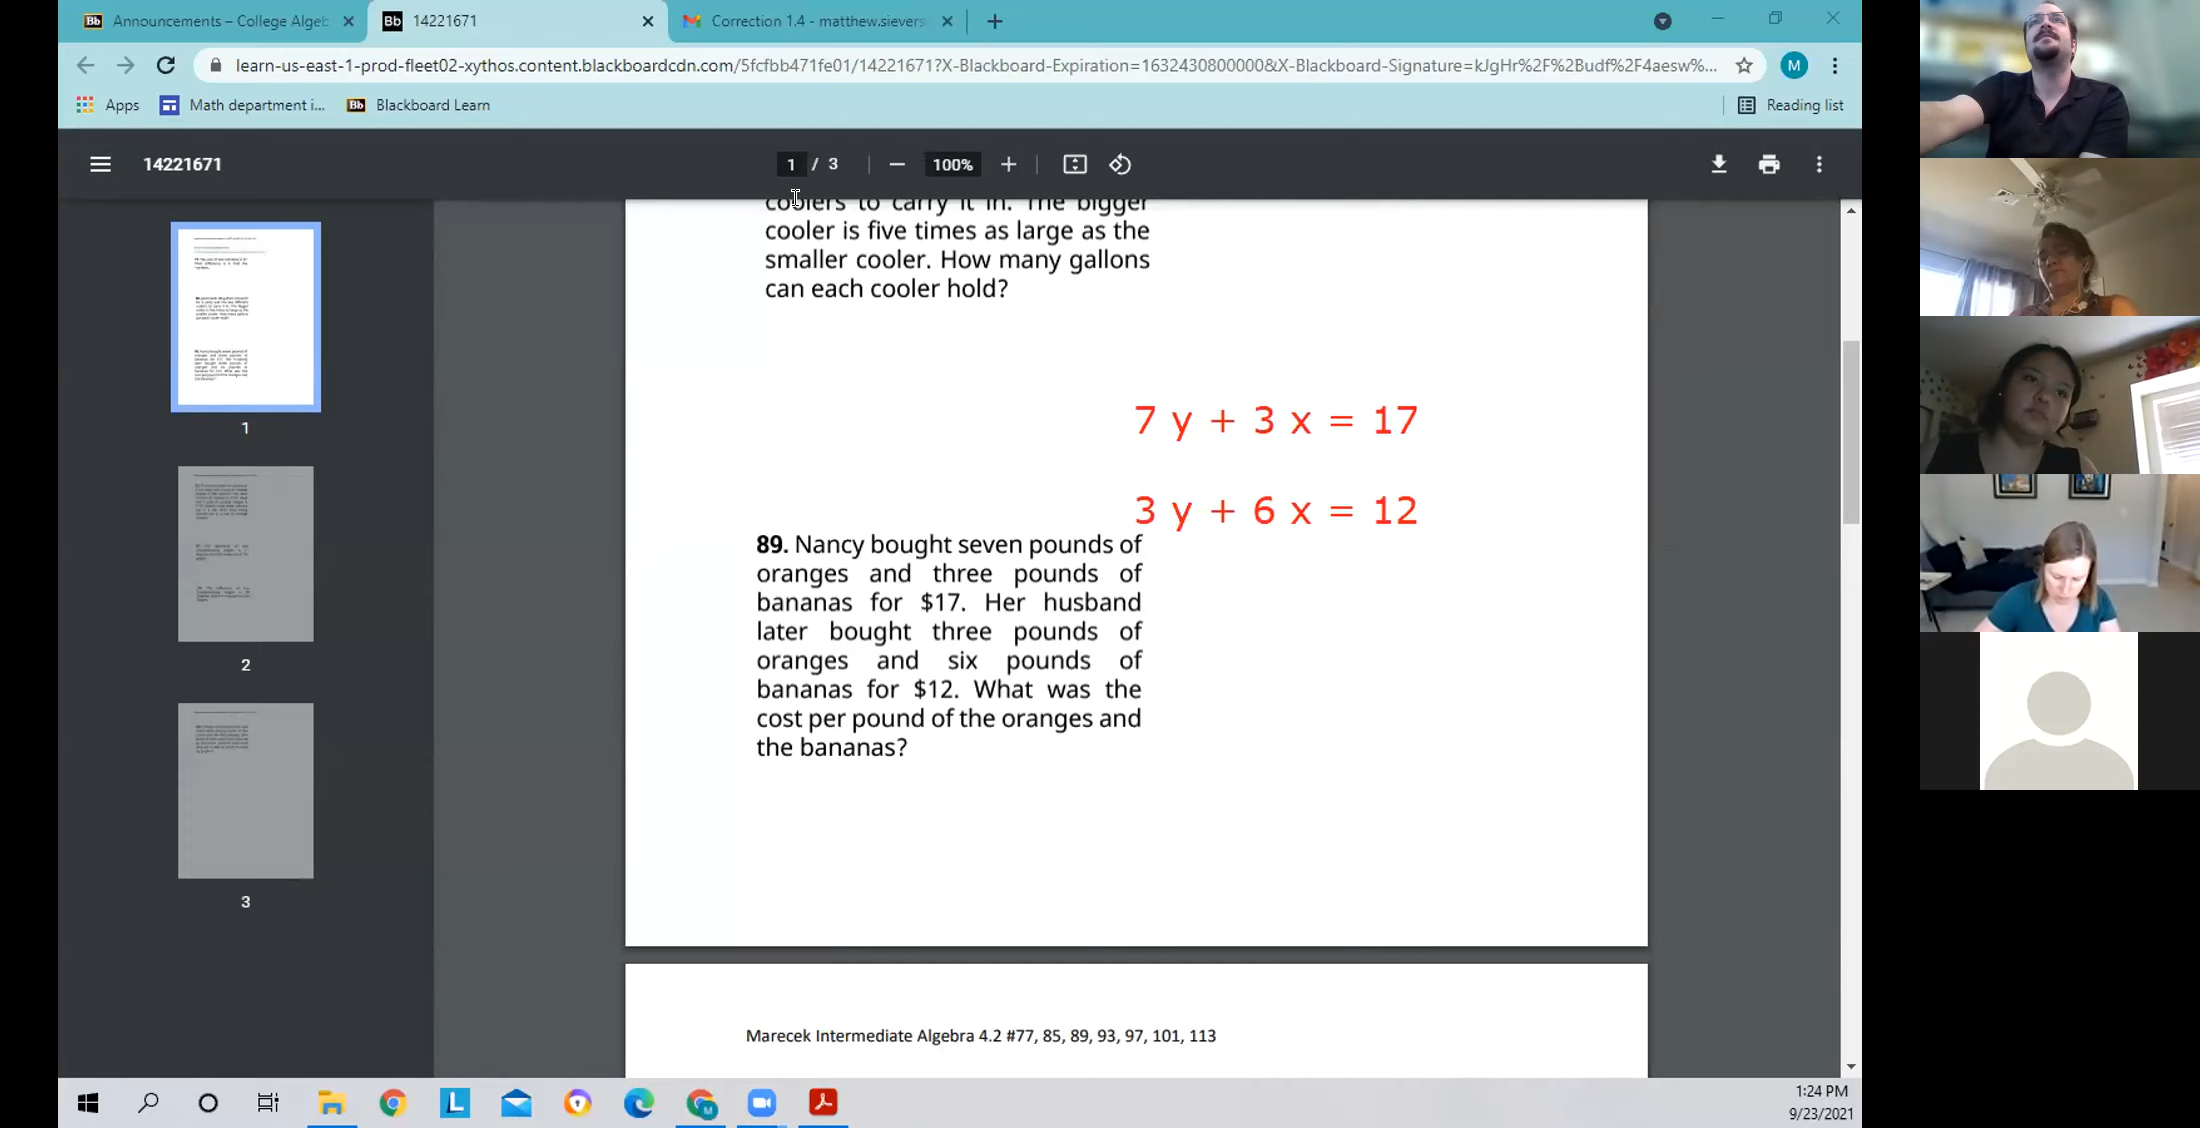 Announcements – College Algeb
14221671
Correction 1.4 - matthew.sievers
learn-us-east-1-prod-fleet02-xythos.content.blackboardcdn.com/5fcfbb471fe01/14221671?X-Blackboard-Expiration=1632430800000&X-Blackboard-Signature=kJgHr%2F%2Budf%2F4aesw%...
M
Apps
Math department i...
Bb
Blackboard Learn
Reading list
14221671
1 / 3
100%
coolers to carry it in. The bigger
cooler is five times as large as the
smaller cooler. How many gallons
can each cooler hold?
7 y + 3 x = 17
3 y + 6 x = 12
89. Nancy bought seven pounds of
oranges and three pounds of
bananas for $17. Her husband
later bought three pounds of
oranges and six pounds of
bananas for $12. What was the
cost per pound of the oranges and
the bananas?
Marecek Intermediate Algebra 4.2 #77, 85, 89, 93, 97, 101, 113
1
2
3
1:24 PM
9/23/2021